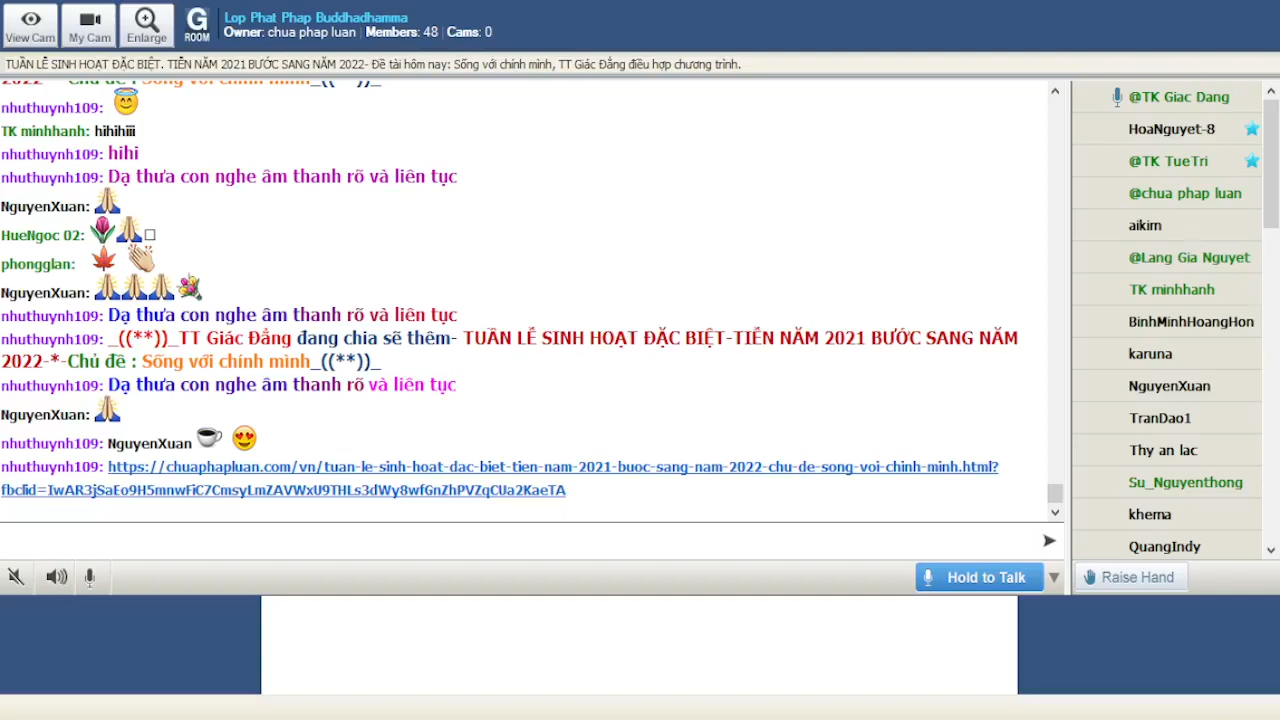 View Cam
My Cam
Enlarge
G
ROOM
Lop Phat Phap Buddhadhamma
Owner: chua phap luan | Members: 48 | Cams: 0
TUẦN LỄ SINH HOẠT ĐẶC BIỆT. TIỄN NĂM 2021 BƯỚC SANG NĂM 2022- Đề tài hôm nay: Sống với chính mình, TT Giác Đẳng điều hợp chương trình.
nhuthuynh109:
TK minhhanh: hihihiii
nhuthuynh109: hihi
nhuthuynh109: Dạ thưa con nghe âm thanh rõ và liên tục
NguyenXuan:
HueNgoc 02:
phongglan:
NguyenXuan:
nhuthuynh109: Dạ thưa con nghe âm thanh rõ và liên tục
nhuthuynh109: _((**))_TT Giác Đẳng đang chia sẽ thêm- TUẦN LỄ SINH HOẠT ĐẶC BIỆT-TIỄN NĂM 2021 BƯỚC SANG NĂM
2022-*-Chủ đề : Sống với chính mình_((**))_
nhuthuynh109: Dạ thưa con nghe âm thanh rõ và liên tục
NguyenXuan:
nhuthuynh109: NguyenXuan
nhuthuynh109: https://chuaphapluan.com/vn/tuan-le-sinh-hoat-dac-biet-tien-nam-2021-buoc-sang-nam-2022-chu-de-song-voi-chinh-minh.html?
fbclid=IwAR3jSaEo9H5mnwFiC7CmsyLmZAVWxU9THLs3dWy8wfGnZhPVZqCUa2KaeTA
Hold to Talk
@TK Giac Dang
HoaNguyet-8
@TK TueTri
@chua phap luan
aikim
@Lang Gia Nguyet
TK minhhanh
BinhMinhHoangHon
karuna
NguyenXuan
TranDao1
Thy an lac
Su_Nguyenthong
khema
QuangIndy
Raise Hand